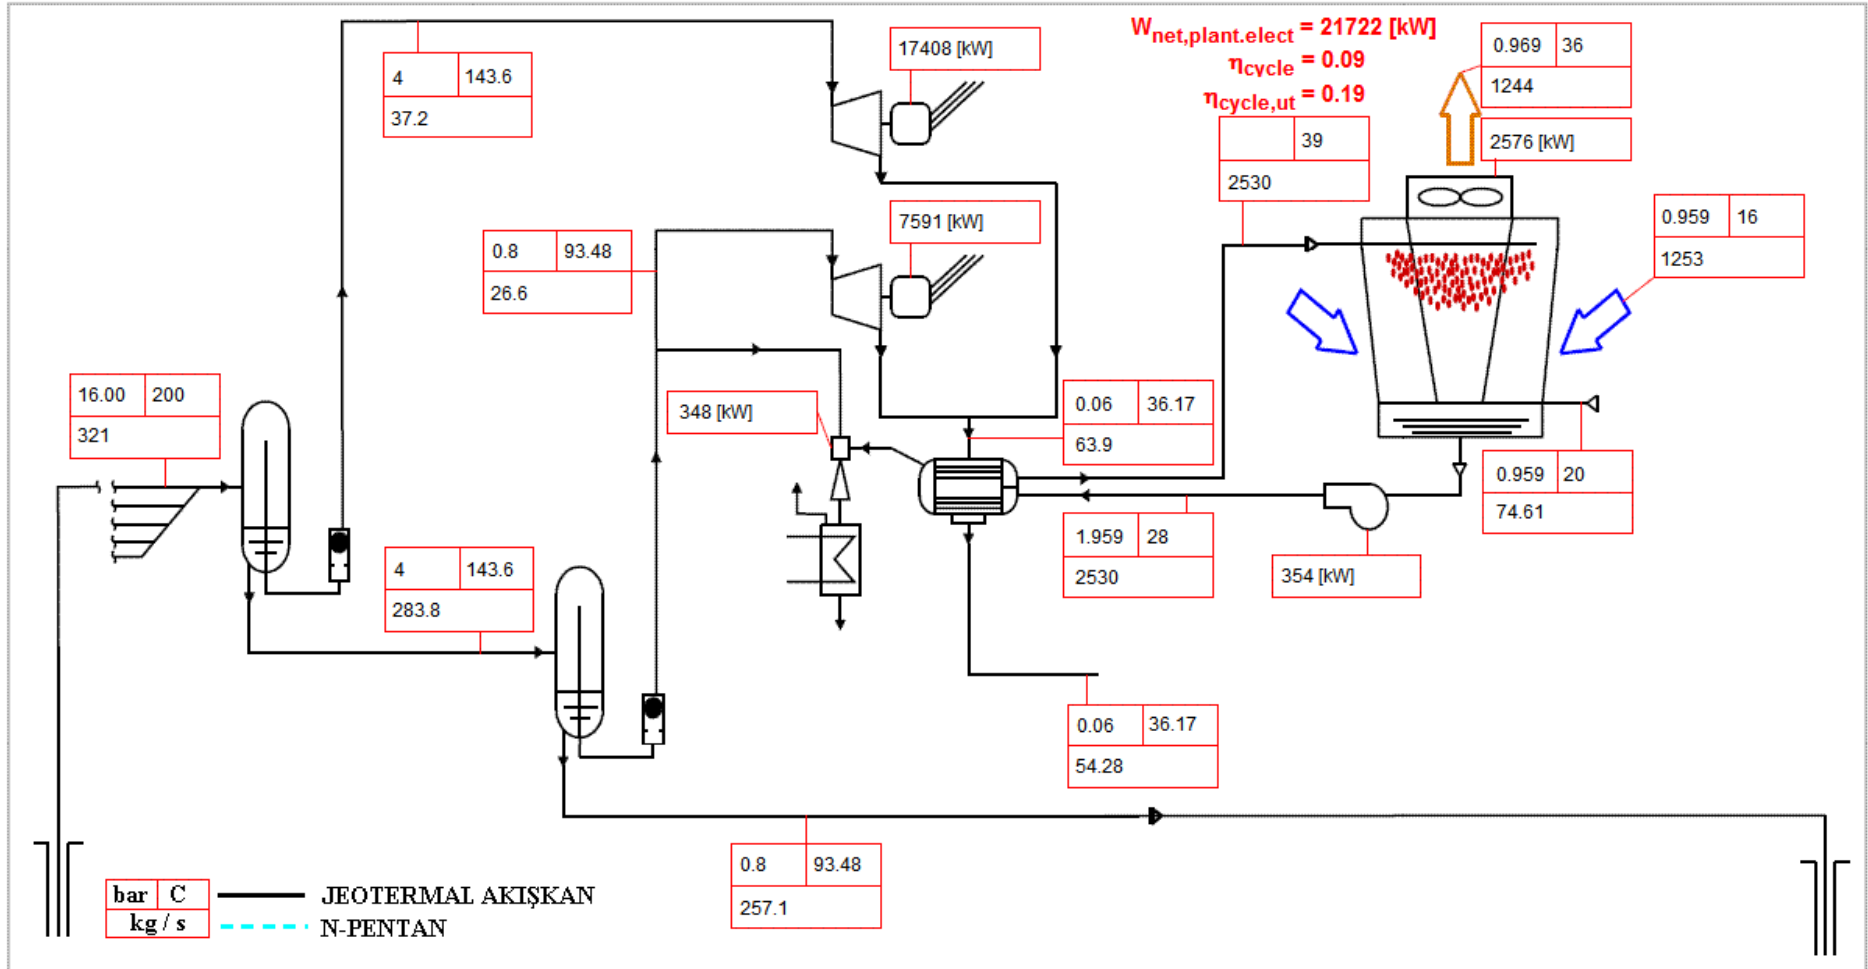 W net,plant.elect = 21722 [kW]
η cycle = 0.09
η cycle,ut = 0.19
17408 [kW]
0.969 36
1244
4 143.6
37.2
2576 [kW]
39
2530
7591 [kW]
0.959 16
1253
0.8 93.48
26.6
16.00 200
321
348 [kW]
0.06 36.17
63.9
0.959 20
74.61
1.959 28
2530
354 [kW]
4 143.6
283.8
0.06 36.17
54.28
0.8 93.48
257.1
bar C
kg / s
JEOTERMAL AKIŞKAN
N-PENTAN